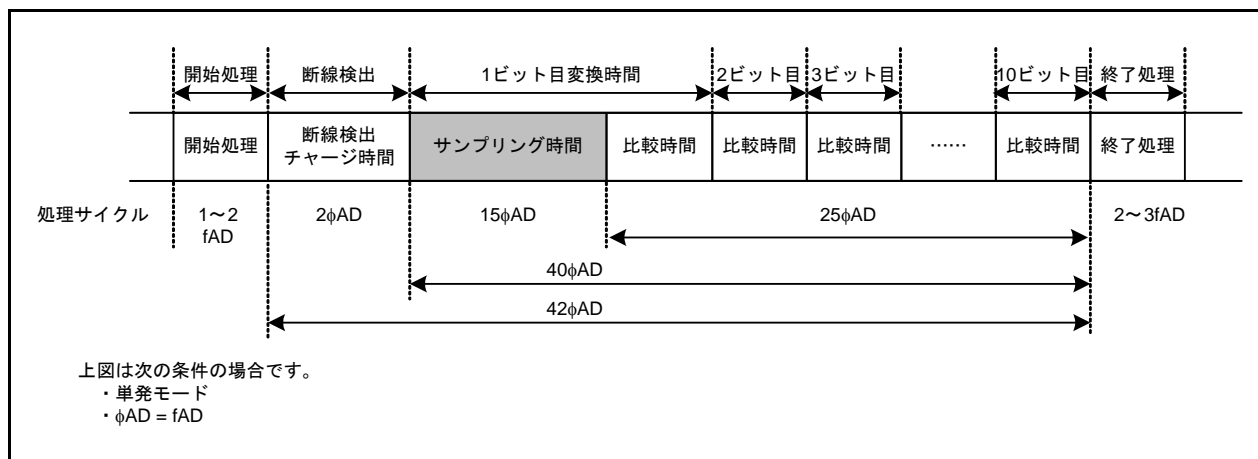 開始処理 断線検出 1ビット目変換時間 2ビット目 3ビット目 10ビット目 終了処理
開始処理 断線検出
チャージ時間 サンプリング時間 比較時間 比較時間 比較時間 …… 比較時間 終了処理
処理サイクル 1~2
fAD 2φAD 15φAD 25φAD 2~3fAD
40φAD
42φAD
上図は次の条件の場合です。
・単発モード
・φAD = fAD